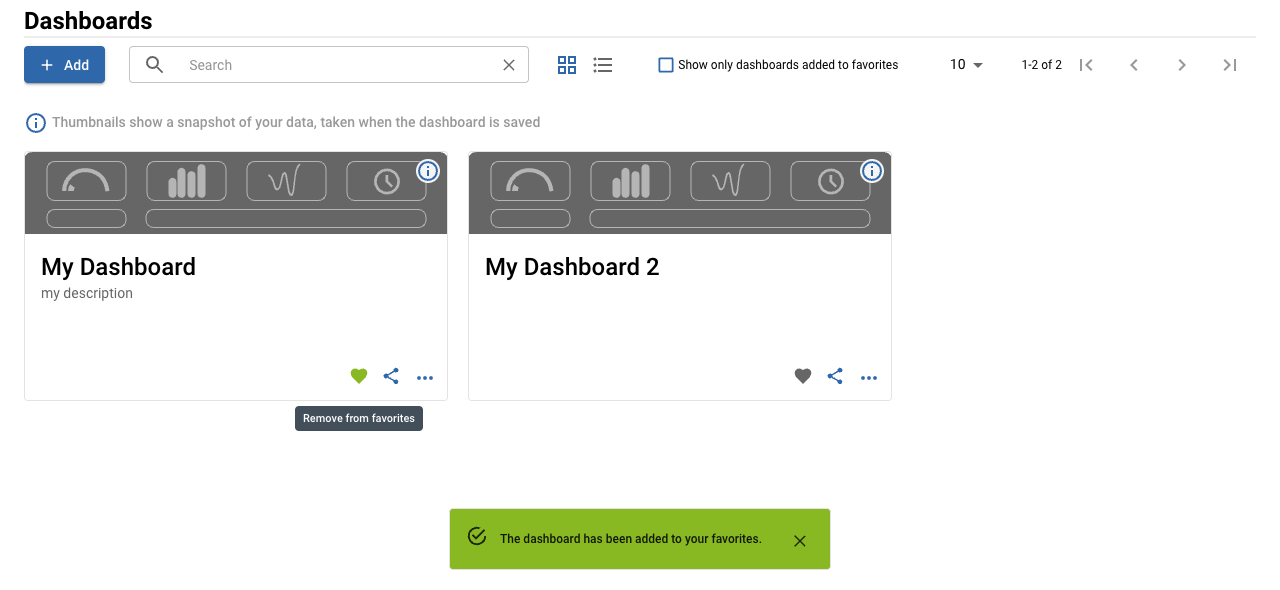 Dashboards
Add
Search
Show only dashboards added to favorites
10
1-2 of 2
Thumbnails show a snapshot of your data, taken when the dashboard is saved
My Dashboard
my description
My Dashboard 2
Remove from favorites
The dashboard has been added to your favorites.